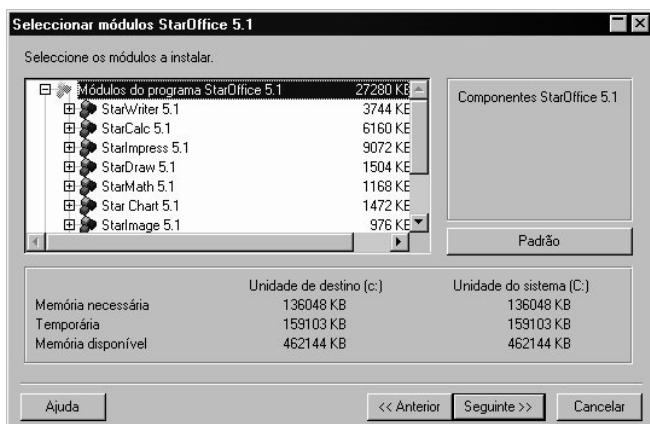 Seleccionar módulos StarOffice 5.1
Seleccione os módulos a instalar.
Módulos do programa StarOffice 5.1 27280 KB
StarWriter 5.1 3744 KB
StarCalc 5.1 6160 KB
StarImpress 5.1 9072 KB
StarDraw 5.1 1504 KB
StarMath 5.1 1168 KB
Star Chart 5.1 1472 KB
StarImage 5.1 976 KB
Componentes StarOffice 5.1
Padrão
Unidade de destino (c:) Unidade do sistema (C:)
Memória necessária 136048 KB 136048 KB
Temporária 159103 KB 159103 KB
Memória disponível 462144 KB 462144 KB
Ajuda << Anterior Seguinte >> Cancelar